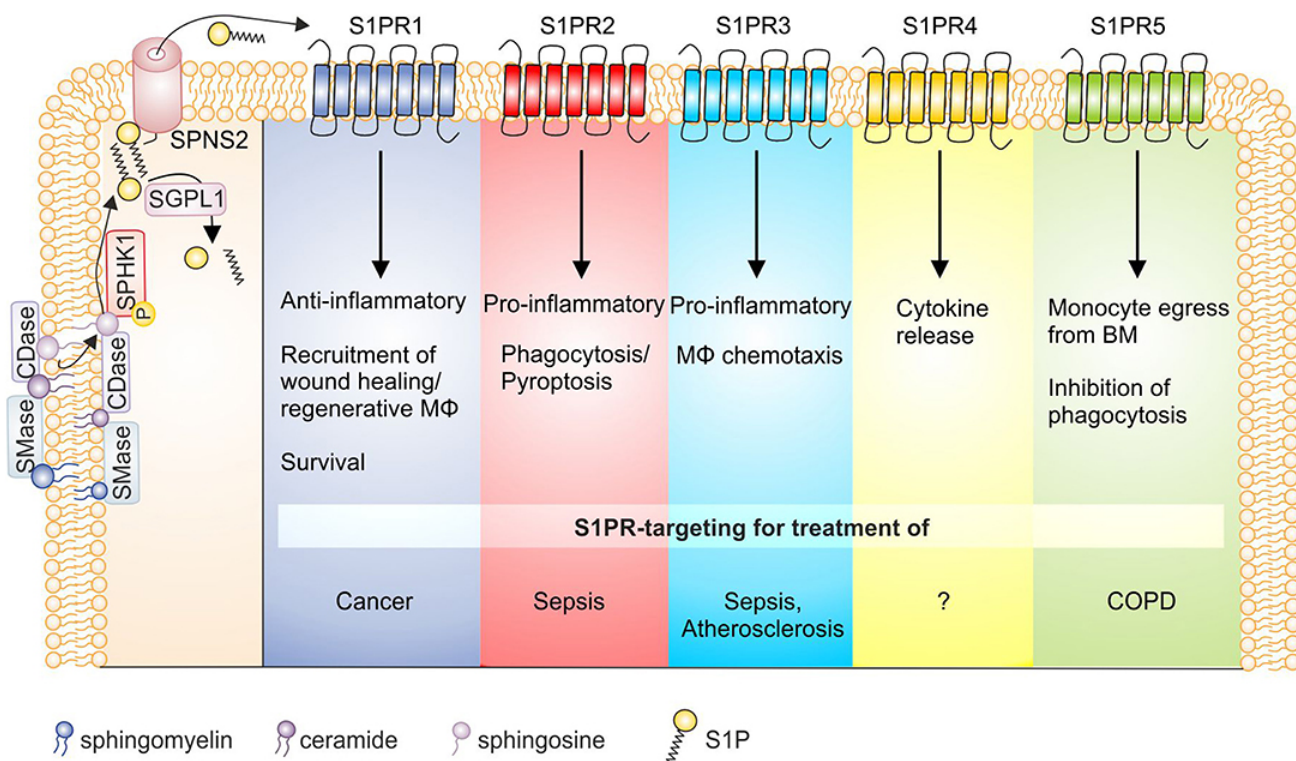 S1PR1
S1PR2
S1PR3
S1PR4
S1PR5
SPNS2
SGPL1
SPHK1
P
CDase
CDase
SMase
SMase
Anti-inflammatory
Recruitment of
wound healing/
regenerative MΦ
Survival
Pro-inflammatory
Phagocytosis/
Pyroptosis
Pro-inflammatory
MΦ chemotaxis
Cytokine
release
Monocyte egress
from BM
Inhibition of
phagocytosis
S1PR-targeting for treatment of
Cancer
Sepsis
Sepsis,
Atherosclerosis
?
COPD
sphingomyelin
ceramide
sphingosine
S1P